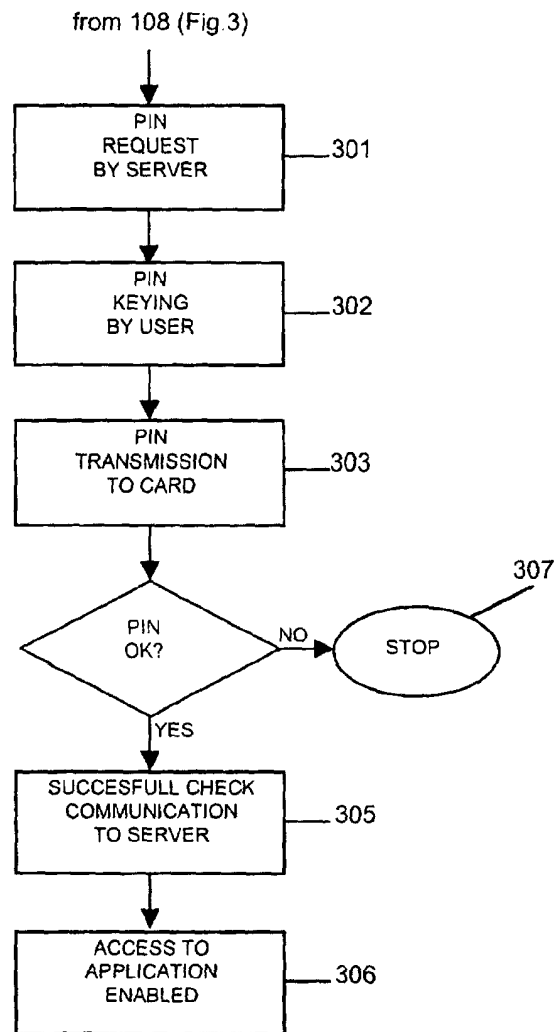 from 108 (Fig.3)
PIN
REQUEST
BY SERVER
301
PIN
KEYING
BY USER
302
PIN
TRANSMISSION
TO CARD
303
307
PIN
OK?
NO
STOP
YES
SUCCESFULL CHECK
COMMUNICATION
TO SERVER
305
ACCESS TO
APPLICATION
ENABLED
306